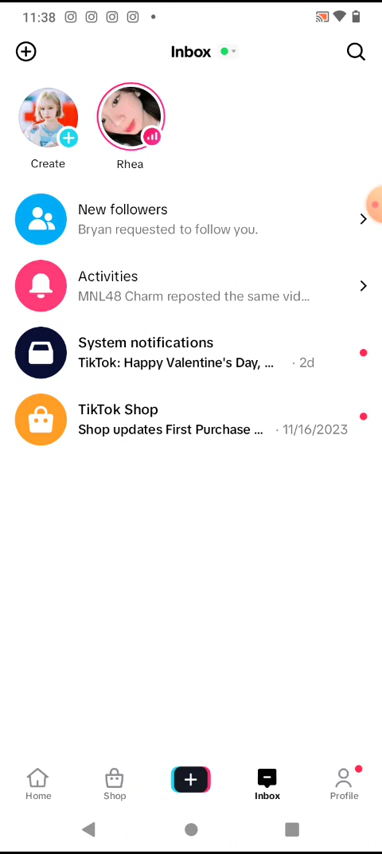 11:38
Inbox
Create
Rhea
New followers
Bryan requested to follow you.
Activities
MNL48 Charm reposted the same vid...
System notifications
TikTok: Happy Valentine's Day, ... · 2d
TikTok Shop
Shop updates First Purchase ... · 11/16/2023
Home
Shop
Inbox
Profile